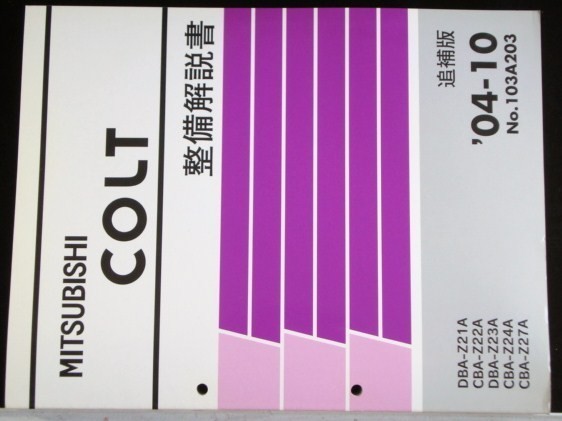 MITSUBISHI
COLT
整備解説書
追補版
'04-10
No.103A203
DBA-Z21A
CBA-Z22A
DBA-Z23A
CBA-Z24A
CBA-Z27A